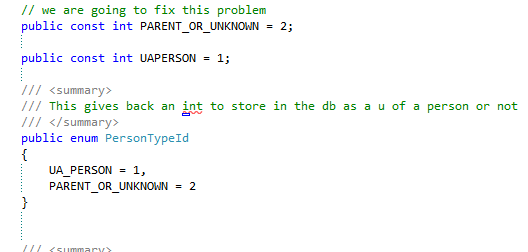 // we are going to fix this problem
public const int PARENT_OR_UNKNOWN = 2;
public const int UAPERSON = 1;
/// <summary>
/// This gives back an int to store in the db as a u of a person or not
/// </summary>
public enum PersonTypeId
{
UA_PERSON = 1,
PARENT_OR_UNKNOWN = 2
}
/// <summary>